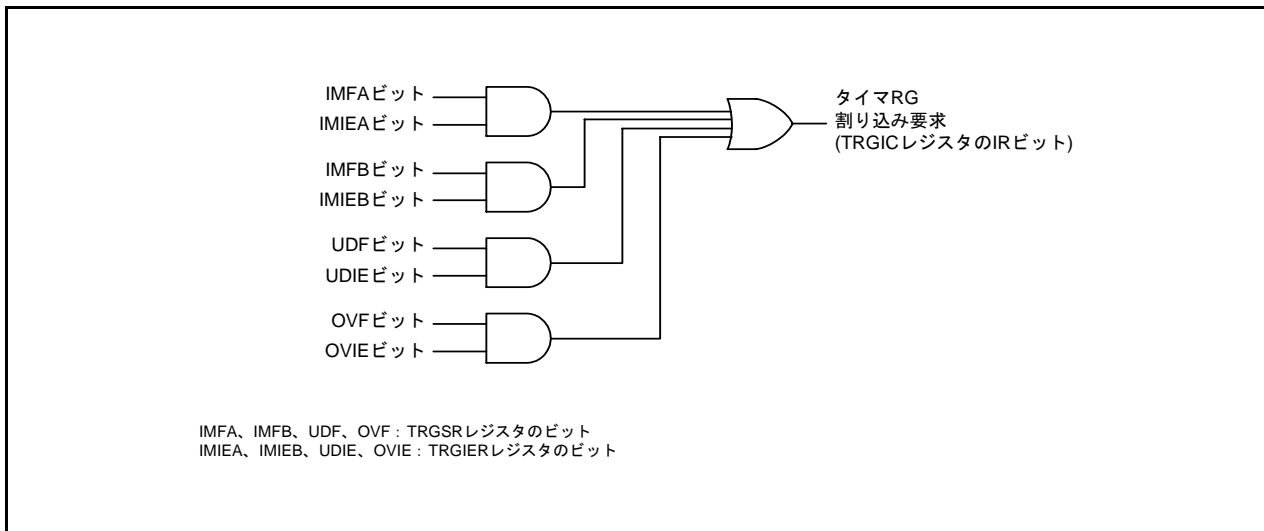 IMFAビット
IMIEAビット
IMFBビット
IMIEBビット
UDFビット
UDIEビット
OVFビット
OVIEビット
タイマRG
割り込み要求
(TRGICレジスタのIRビット)
IMFA、IMFB、UDF、OVF：TRGSRレジスタのビット
IMIEA、IMIEB、UDIE、OVIE：TRGIERレジスタのビット